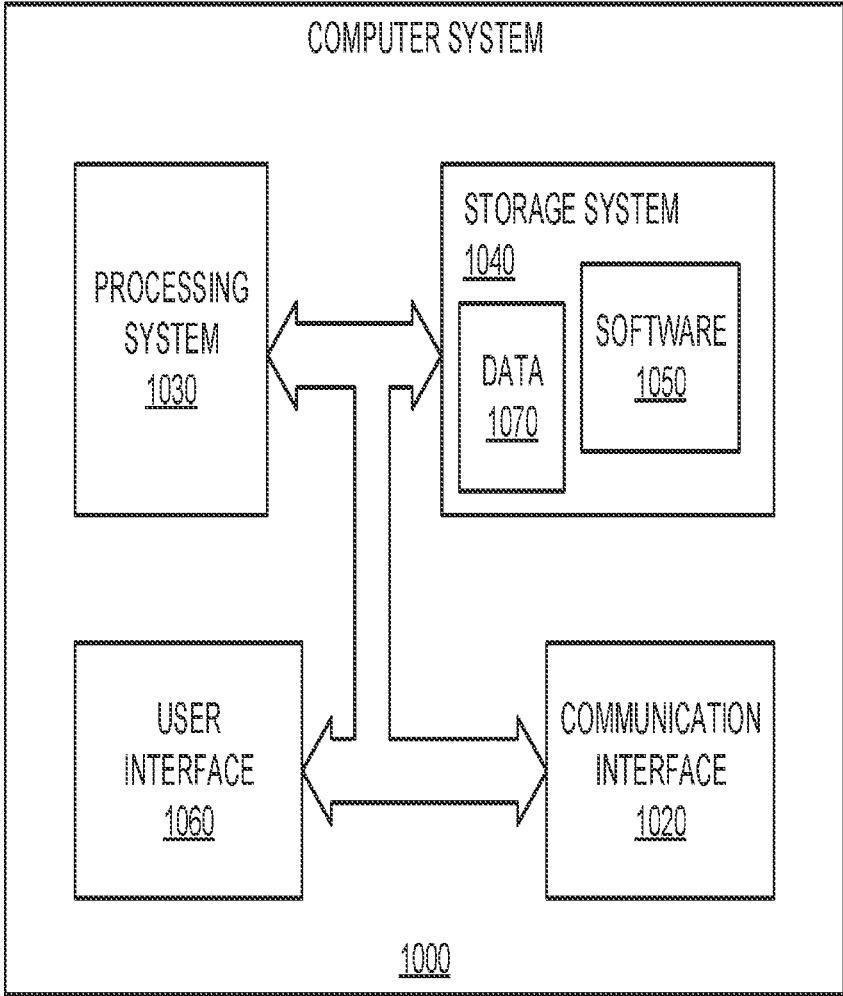 COMPUTER SYSTEM
PROCESSING
SYSTEM
1030
STORAGE SYSTEM
1040
DATA
1070
SOFTWARE
1050
USER
INTERFACE
1060
COMMUNICATION
INTERFACE
1020
1000